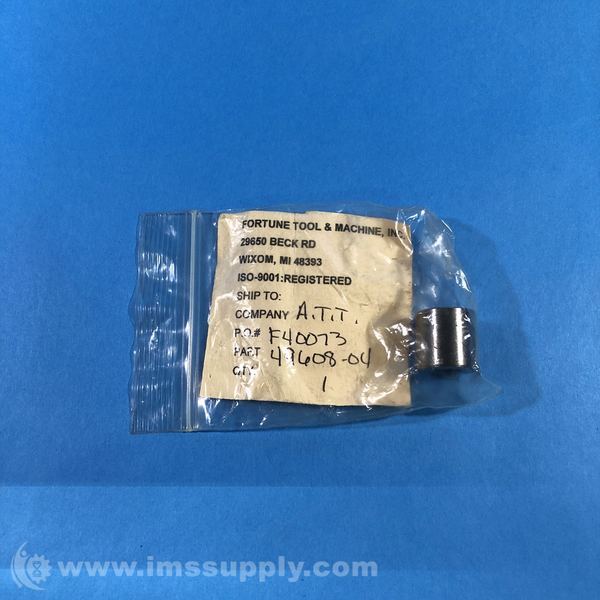 FORTUNE TOOL & MACHINE, INC.
29650 BECK RD
WIXOM, MI 48393
ISO-9001:REGISTERED
SHIP TO:
COMPANY A.T.T.
P.O.# F40073
PART 49608-04
QTY 1
www.imssupply.com